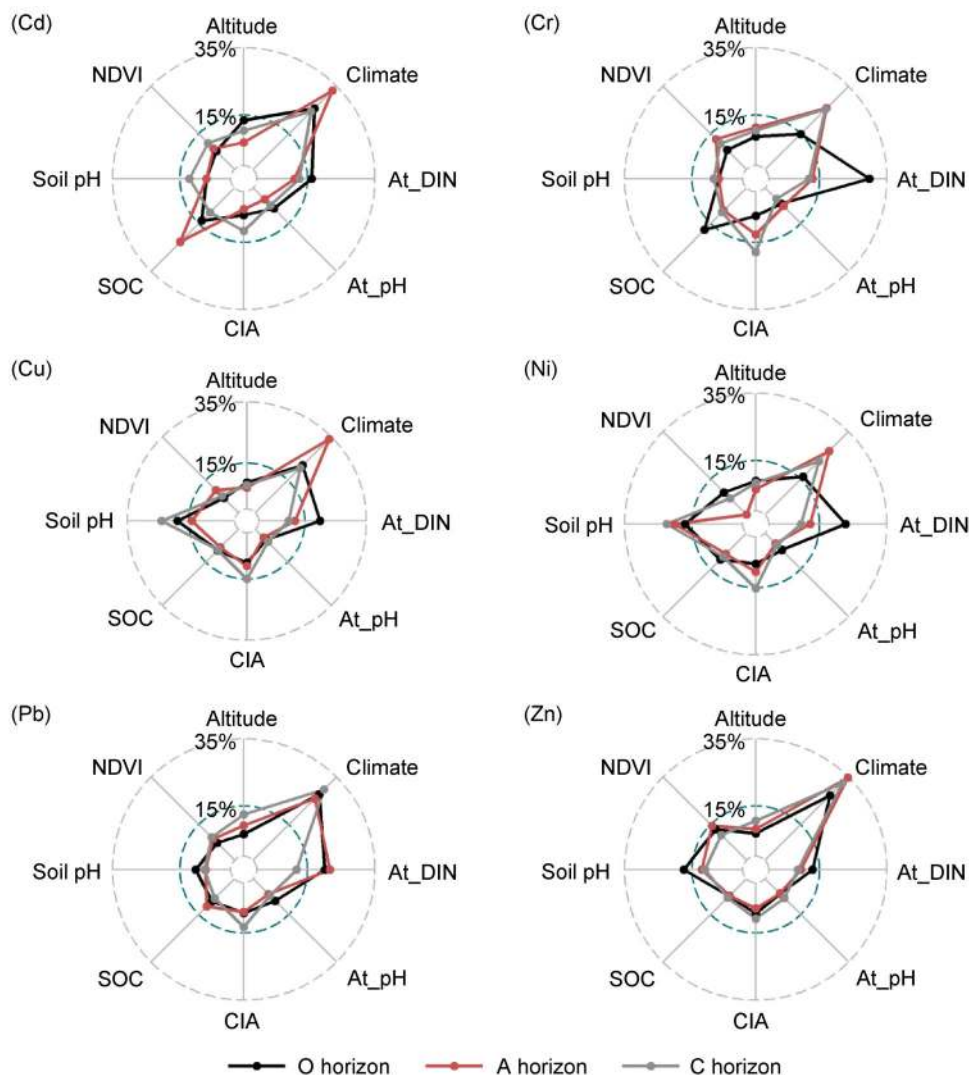 (Cd)
Altitude
35%
NDVI
Climate
15%
Soil pH
At_DIN
SOC
At_pH
CIA
(Cr)
Altitude
35%
NDVI
Climate
15%
Soil pH
At_DIN
SOC
At_pH
CIA
(Cu)
Altitude
35%
NDVI
Climate
15%
Soil pH
At_DIN
SOC
At_pH
CIA
(Ni)
Altitude
35%
NDVI
Climate
15%
Soil pH
At_DIN
SOC
At_pH
CIA
(Pb)
Altitude
35%
NDVI
Climate
15%
Soil pH
At_DIN
SOC
At_pH
CIA
(Zn)
Altitude
35%
NDVI
Climate
15%
Soil pH
At_DIN
SOC
At_pH
CIA
O horizon A horizon C horizon